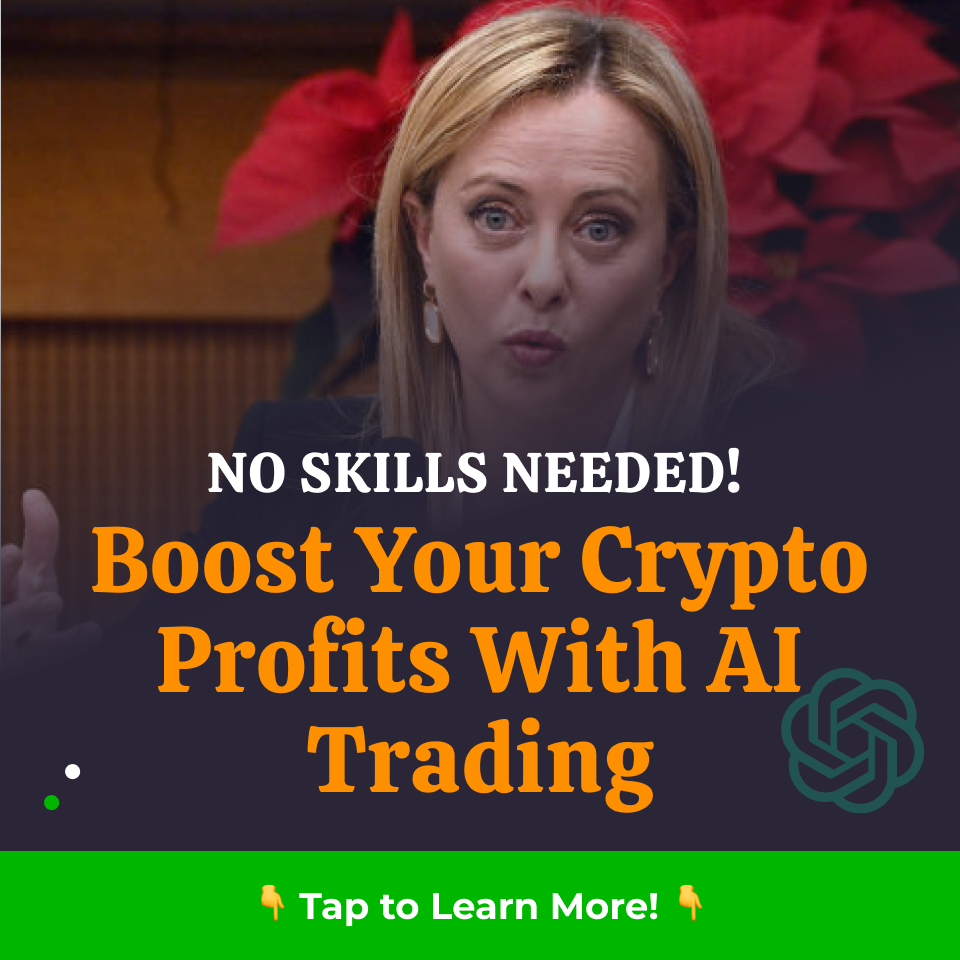 NO SKILLS NEEDED!
Boost Your Crypto
Profits With AI
Trading
👇 Tap to Learn More! 👇